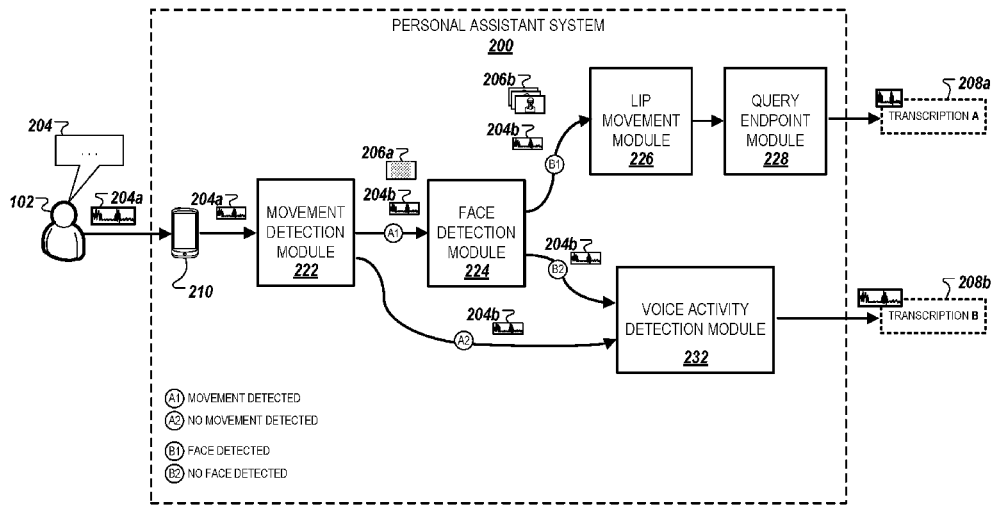 PERSONAL ASSISTANT SYSTEM
200
204
...
102
204a
210
204a
MOVEMENT
DETECTION
MODULE
222
206a
204b
A1
FACE
DETECTION
MODULE
224
206b
204b
B1
LIP
MOVEMENT
MODULE
226
QUERY
ENDPOINT
MODULE
228
208a
TRANSCRIPTION A
204b
B2
204b
A2
VOICE ACTIVITY
DETECTION MODULE
232
208b
TRANSCRIPTION B
A1 MOVEMENT DETECTED
A2 NO MOVEMENT DETECTED
B1 FACE DETECTED
B2 NO FACE DETECTED